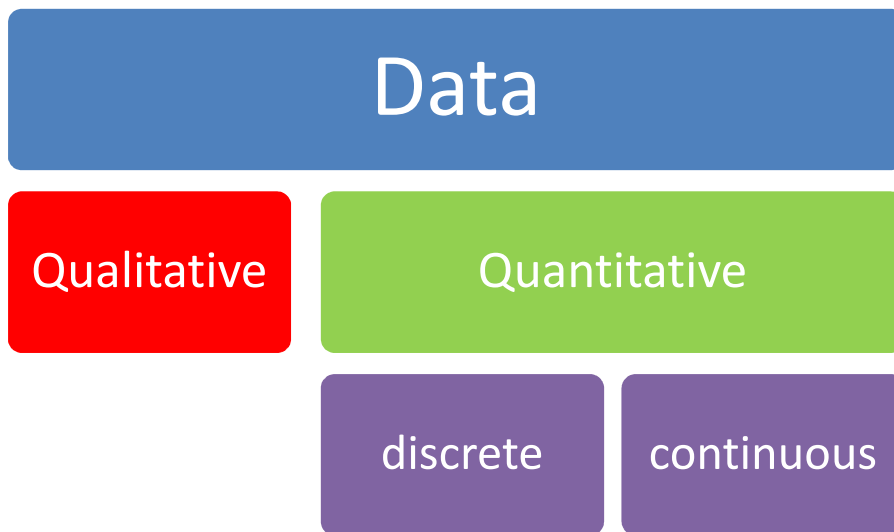 Data
Qualitative
Quantitative
discrete
continuous